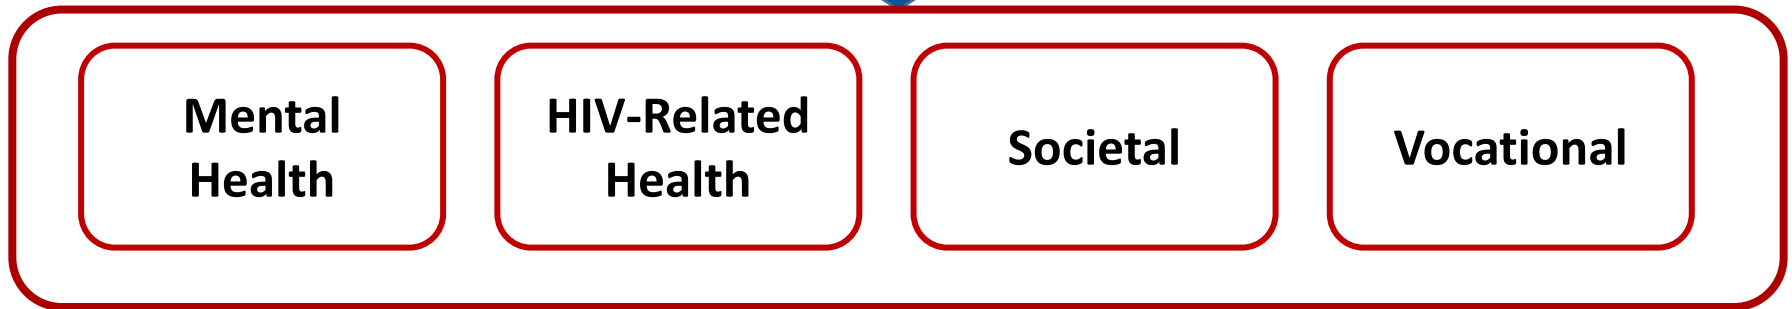 Mental
Health
HIV-Related
Health
Societal
Vocational